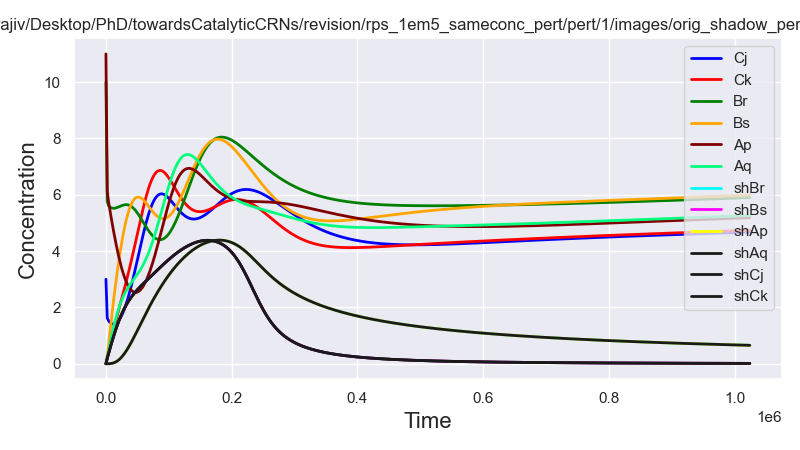 rajiv/Desktop/PhD/towardsCatalyticCRNs/revision/rps_1em5_sameconc_pert/pert/1/images/orig_shadow_per
Concentration
10
8
6
4
2
0
Cj
Ck
Br
Bs
Ap
Aq
shBr
shBs
shAp
shAq
shCj
shCk
0.0 0.2 0.4 0.6 0.8 1.0
1e6
Time